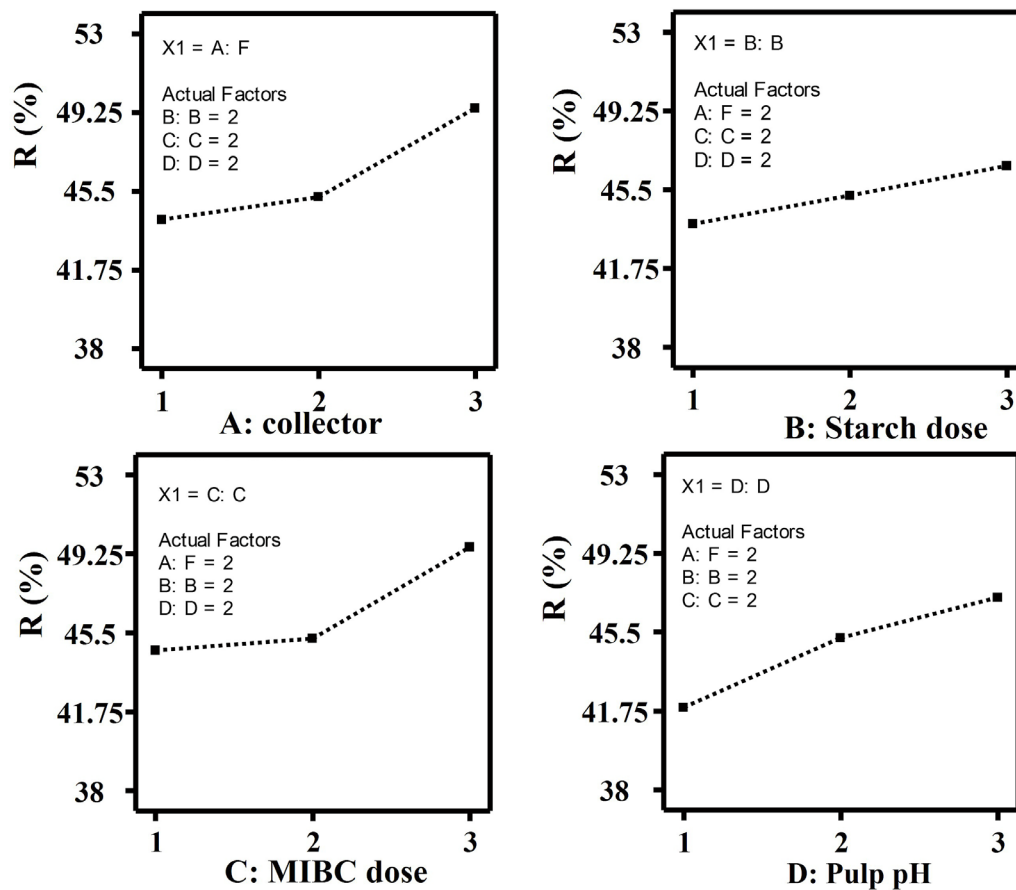 53
49.25
45.5
41.75
38
R (%)
X1 = A: F
Actual Factors
B: B = 2
C: C = 2
D: D = 2
1 2 3
A: collector
53
49.25
45.5
41.75
38
R (%)
X1 = B: B
Actual Factors
A: F = 2
C: C = 2
D: D = 2
1 2 3
B: Starch dose
53
49.25
45.5
41.75
38
R (%)
X1 = C: C
Actual Factors
A: F = 2
B: B = 2
D: D = 2
1 2 3
C: MIBC dose
53
49.25
45.5
41.75
38
R (%)
X1 = D: D
Actual Factors
A: F = 2
B: B = 2
C: C = 2
1 2 3
D: Pulp pH